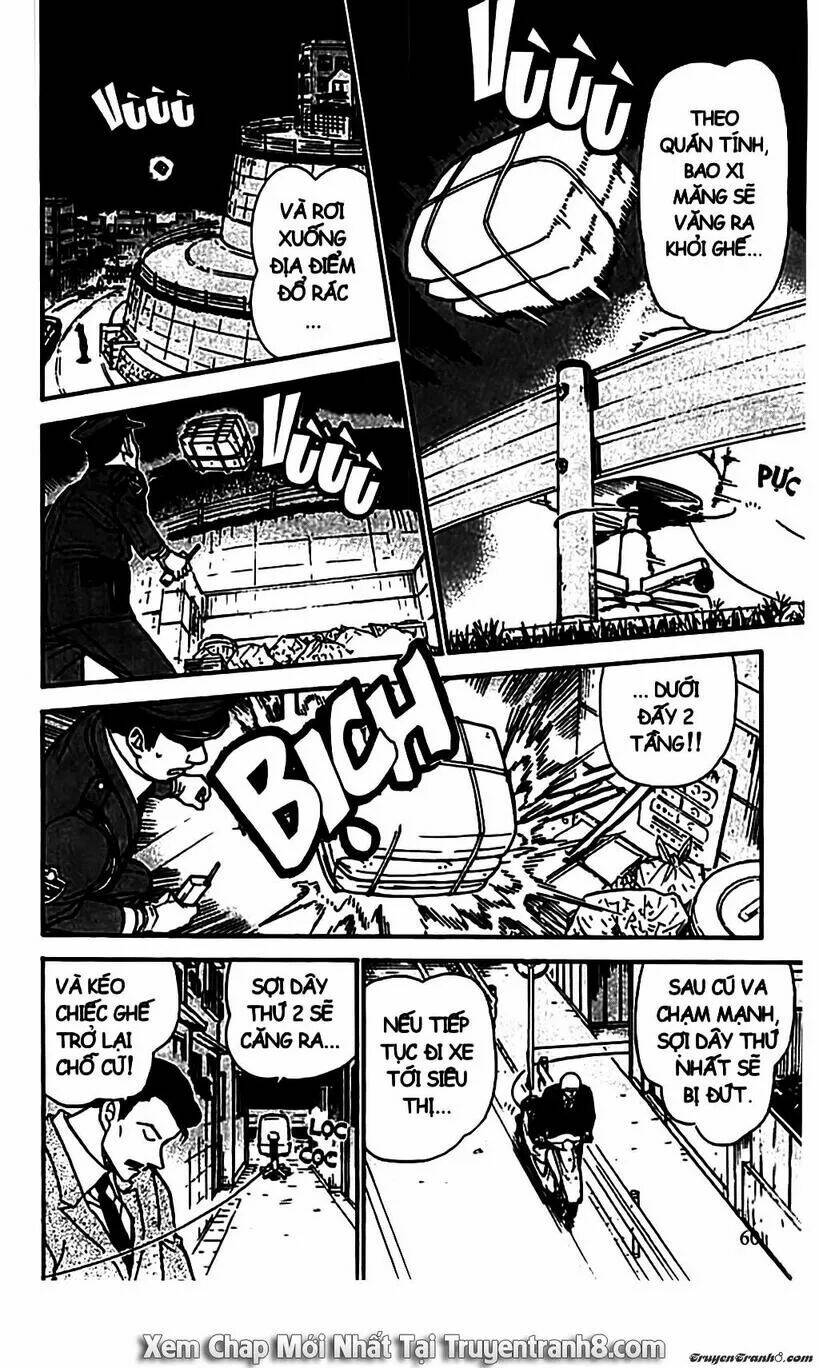 VÙÙÙ
THEO
QUÁN TÍNH,
BAO XI
MĂNG SẼ
VĂNG RA
KHỎI GHẾ...
PỰC
VÙÙÙ
VÀ RƠI
XUỐNG
ĐỊA ĐIỂM
ĐỔ RÁC
...
VÙÙÙ
... DƯỚI
ĐẤY 2
TẦNG!!
BỊCH
SAU CÚ VA
CHẠM MẠNH,
SỢI DÂY THỨ
NHẤT SẼ
BỊ ĐỨT.
NẾU TIẾP
TỤC ĐI XE
TỚI SIÊU
THỊ...
SỢI DÂY
THỨ 2 SẼ
CĂNG RA...
LỌC
CỌC
VÀ KÉO
CHIẾC GHẾ
TRỞ LẠI
CHỖ CŨ!
Xem Chap Mới Nhất Tại Truyentranh8.com
TruyenTranh8.com